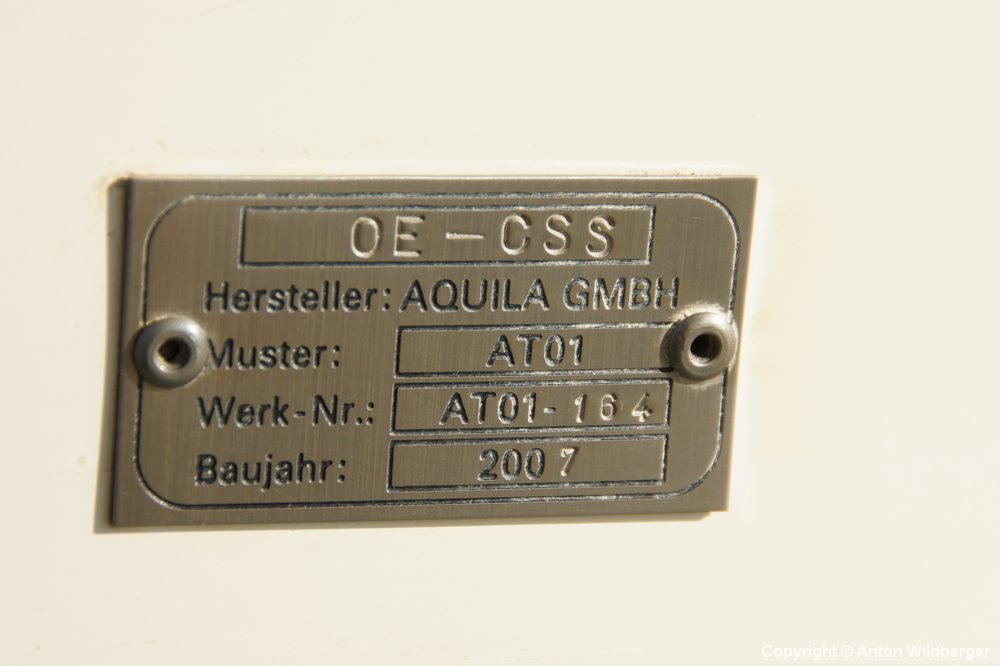 OE-CSS
Hersteller: AQUILA GMBH
Muster: AT01
Werk-Nr.: AT01-164
Baujahr: 2007
Copyright © Anton Wildberger